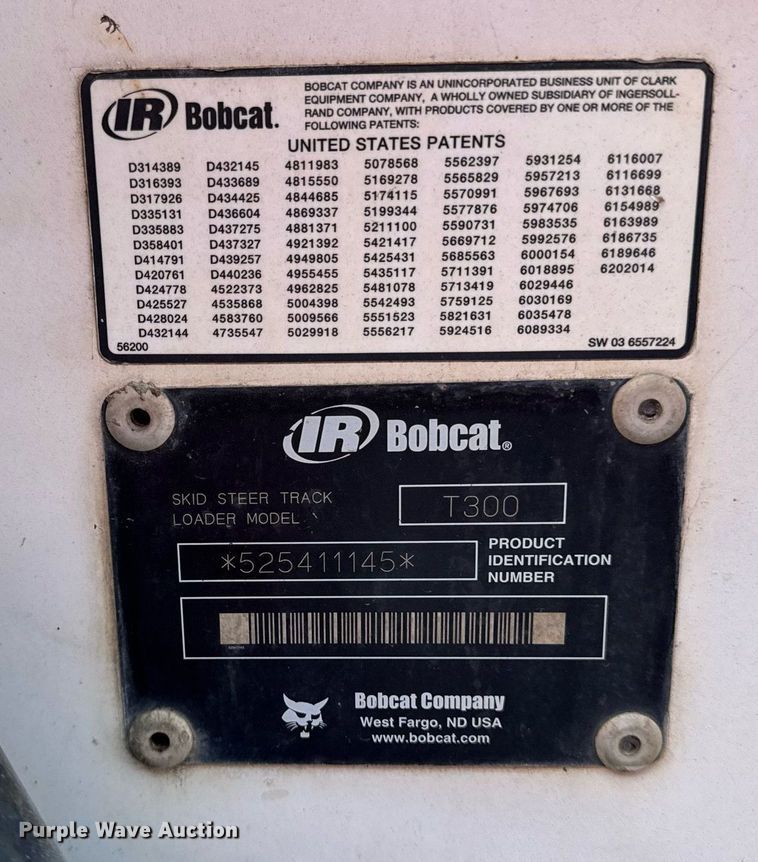 IR Bobcat.
BOBCAT COMPANY IS AN UNINCORPORATED BUSINESS UNIT OF CLARK
EQUIPMENT COMPANY, A WHOLLY OWNED SUBSIDIARY OF INGERSOLL-
RAND COMPANY, WITH PRODUCTS COVERED BY ONE OR MORE OF THE
FOLLOWING PATENTS:
UNITED STATES PATENTS
D314389 D432145 4811983 5078568 5562397 5931254 6116007
D316393 D433689 4815550 5169278 5565829 5957213 6116699
D317926 D434425 4844685 5174115 5570991 5967693 6131668
D335131 D436604 4869337 5199344 5577876 5974706 6154989
D335883 D437275 4881371 5211100 5590731 5983535 6163989
D358401 D437327 4921392 5421417 5669712 5992576 6186735
D414791 D439257 4949805 5425431 5685563 6000154 6189646
D420761 D440236 4955455 5435117 5711391 6018895 6202014
D424778 4522373 4962825 5481078 5713419 6029446
D425527 4535868 5004398 5542493 5759125 6030169
D428024 4583760 5009566 5551523 5821631 6035478
D432144 4735547 5029918 5556217 5924516 6089334
56200 SW 03 6557224
IR Bobcat®
SKID STEER TRACK
LOADER MODEL T300
*525411145*
PRODUCT
IDENTIFICATION
NUMBER
Bobcat Company
West Fargo, ND USA
www.bobcat.com
Purple Wave Auction